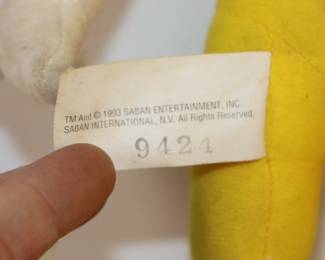 TM And © 1993 SABAN ENTERTAINMENT, INC.
SABAN INTERNATIONAL, N.V. All Rights Reserved.
9424